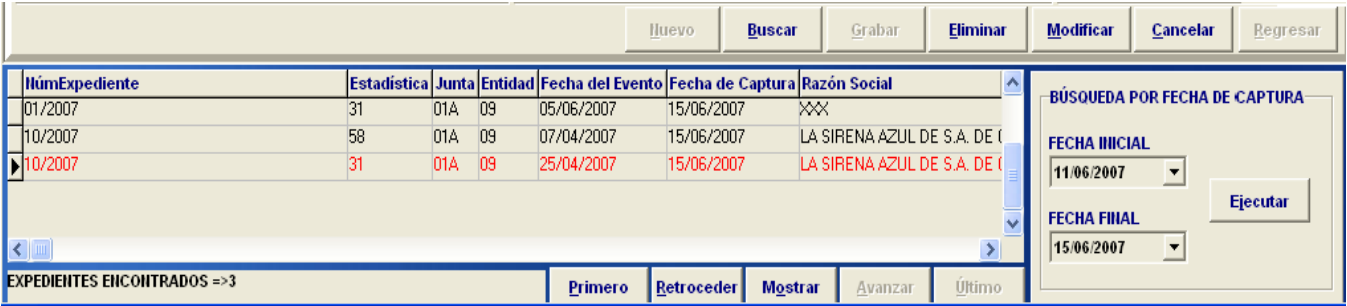 Nuevo Buscar Grabar Eliminar Modificar Cancelar Regresar
NúmExpediente Estadística Junta Entidad Fecha del Evento Fecha de Captura Razón Social
01/2007 31 01A 09 05/06/2007 15/06/2007 XXX
10/2007 58 01A 09 07/04/2007 15/06/2007 LA SIRENA AZUL DE S.A. DE
10/2007 31 01A 09 25/04/2007 15/06/2007 LA SIRENA AZUL DE S.A. DE
BÚSQUEDA POR FECHA DE CAPTURA
FECHA INICIAL
11/06/2007
Ejecutar
FECHA FINAL
15/06/2007
EXPEDIENTES ENCONTRADOS =>3
Primero Retroceder Mostrar Avanzar Último